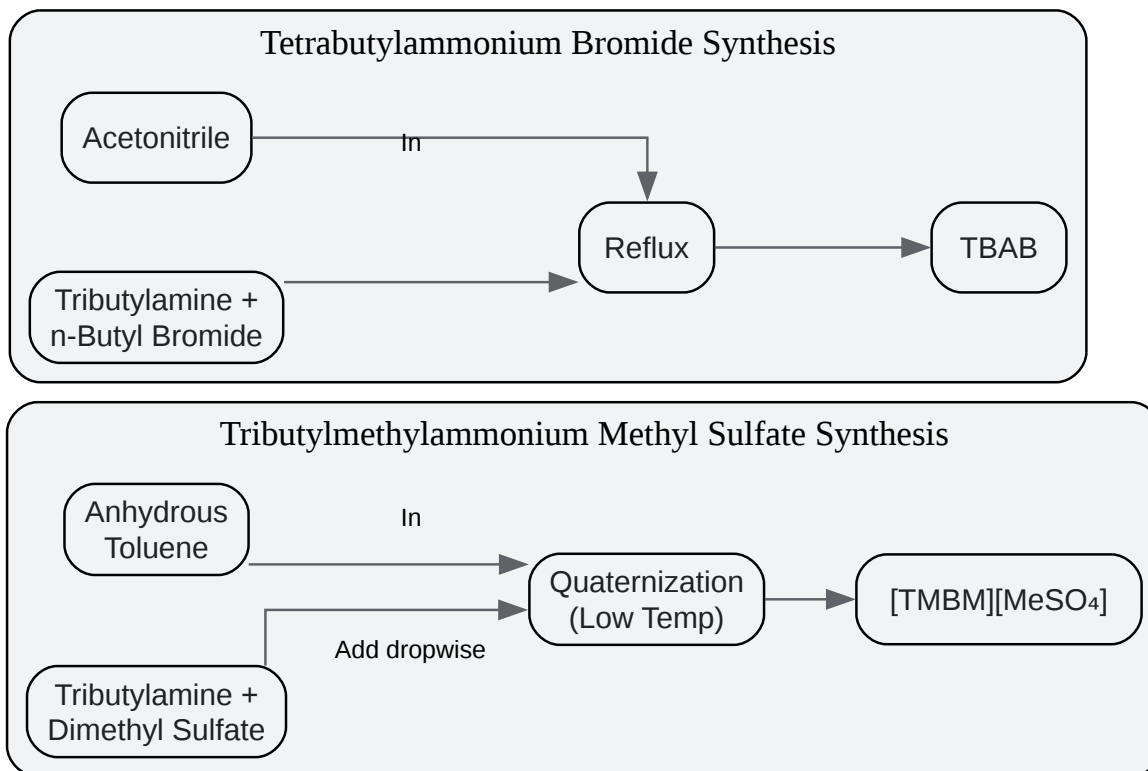 Tetrabutylammonium Bromide Synthesis
Acetonitrile
In
Reflux
TBAB
Tributylamine +
n-Butyl Bromide
Tributylmethylammonium Methyl Sulfate Synthesis
Anhydrous
Toluene
In
Quaternization
(Low Temp)
[TMBM][MeSO₄]
Add dropwise
Tributylamine +
Dimethyl Sulfate